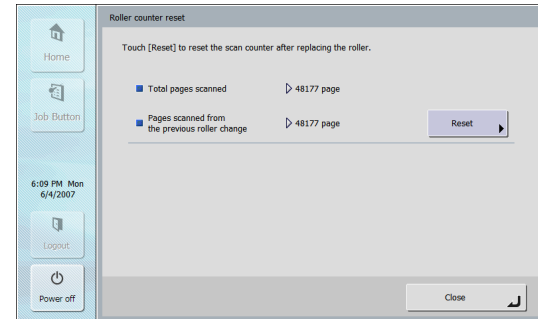 Roller counter reset
Home
Job Button
6:09 PM Mon
6/4/2007
Logout
Power off
Touch [Reset] to reset the scan counter after replacing the roller.
Total pages scanned
48177 page
Pages scanned from
the previous roller change
48177 page
Reset
Close